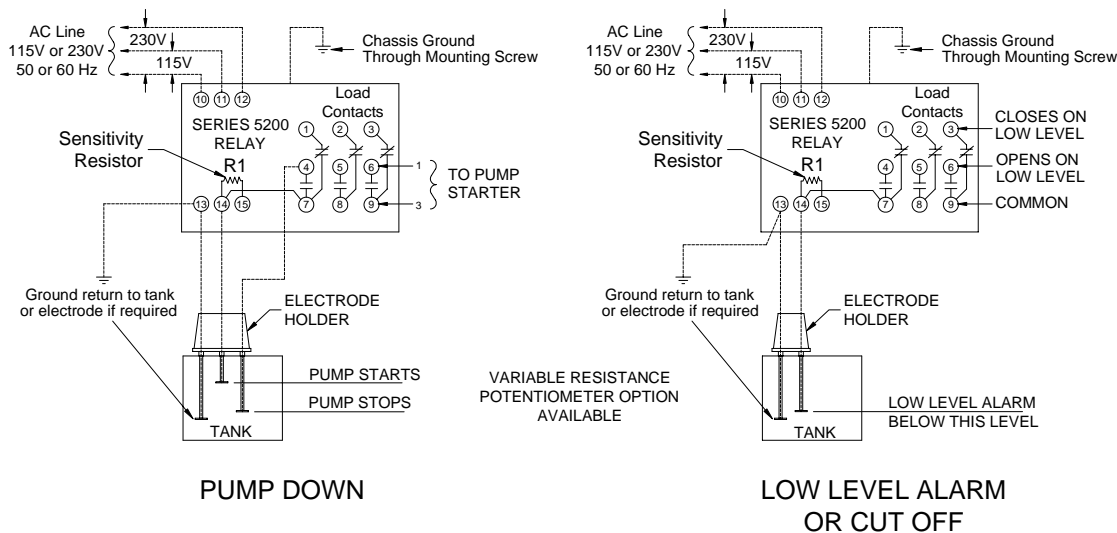 AC Line
115V or 230V
50 or 60 Hz
230V
115V
Chassis Ground
Through Mounting Screw
10 11 12
Load
Contacts
SERIES 5200
RELAY
Sensitivity
Resistor
R1
1 2 3
4 5 6
7 8 9
13 14 15
1
3
TO PUMP
STARTER
Ground return to tank
or electrode if required
ELECTRODE
HOLDER
PUMP STARTS
PUMP STOPS
TANK
PUMP DOWN
VARIABLE RESISTANCE
POTENTIOMETER OPTION
AVAILABLE
AC Line
115V or 230V
50 or 60 Hz
230V
115V
Chassis Ground
Through Mounting Screw
10 11 12
Load
Contacts
SERIES 5200
RELAY
Sensitivity
Resistor
R1
1 2 3
4 5 6
7 8 9
13 14 15
CLOSES ON
LOW LEVEL
OPENS ON
LOW LEVEL
COMMON
Ground return to tank
or electrode if required
ELECTRODE
HOLDER
LOW LEVEL ALARM
BELOW THIS LEVEL
TANK
LOW LEVEL ALARM
OR CUT OFF